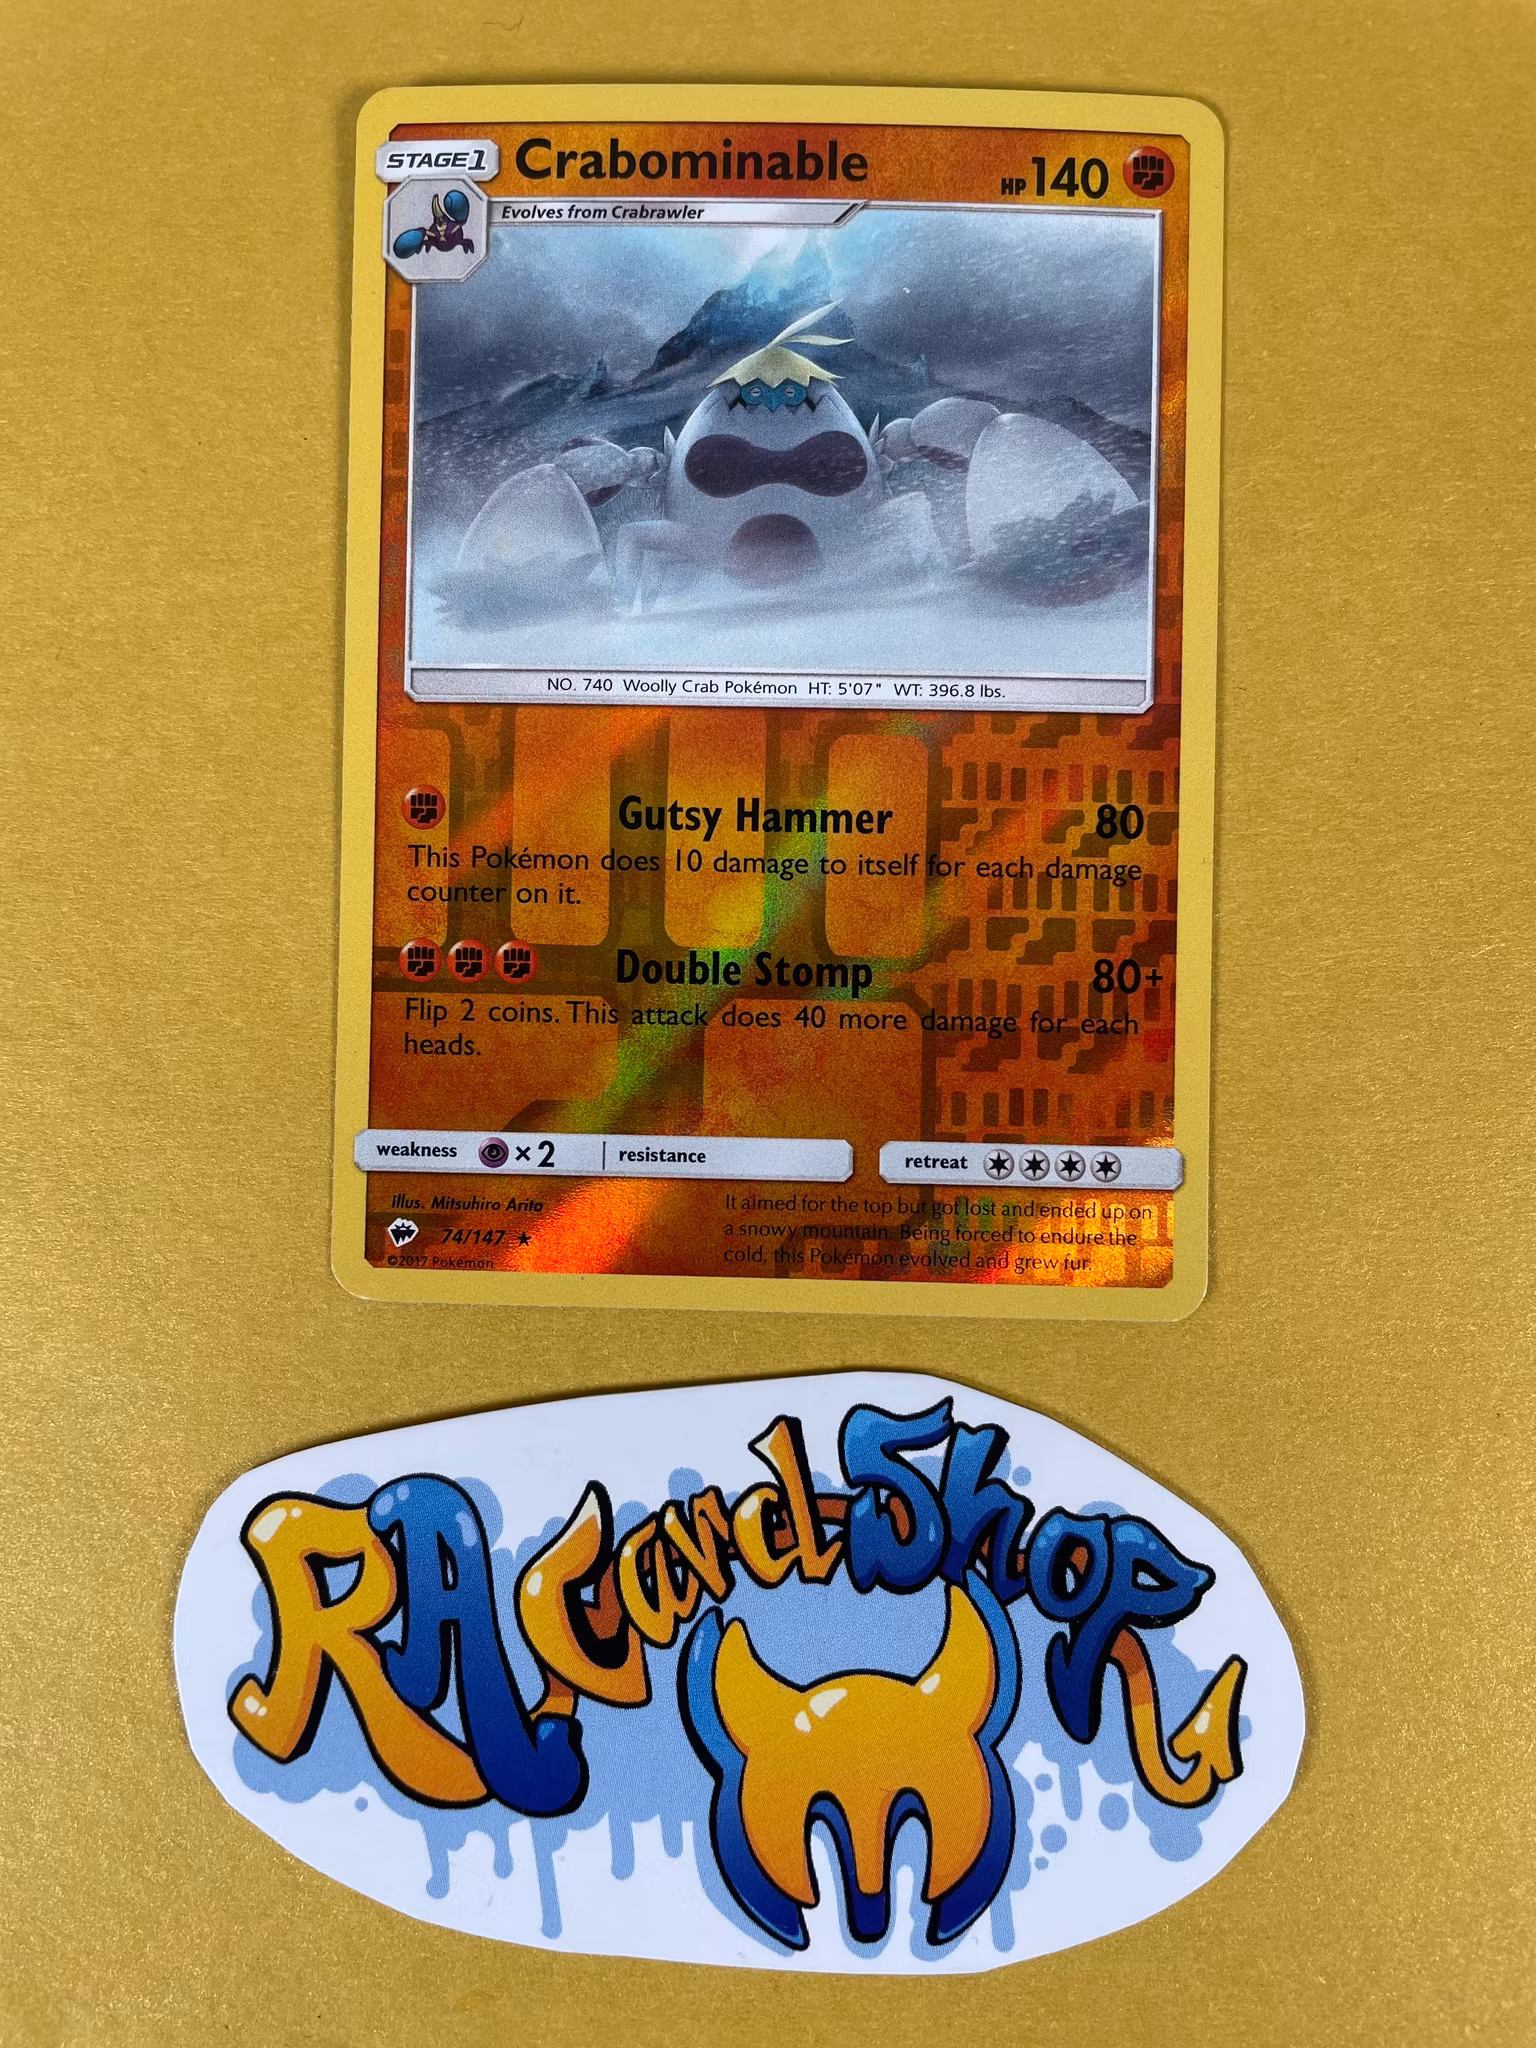 STAGE1 Crabominable HP 140
Evolves from Crabrawler
NO. 740 Woolly Crab Pokémon HT: 5'07" WT: 396.8 lbs.
Gutsy Hammer 80
This Pokémon does 10 damage to itself for each damage
counter on it.
Double Stomp 80+
Flip 2 coins. This attack does 40 more damage for each
heads.
weakness ×2 resistance retreat
illus. Mitsuhiro Arita
74/147 ★
©2017 Pokémon
It aimed for the top but got lost and ended up on
a snowy mountain. Being forced to endure the
cold, this Pokémon evolved and grew fur.
RA Card Shop